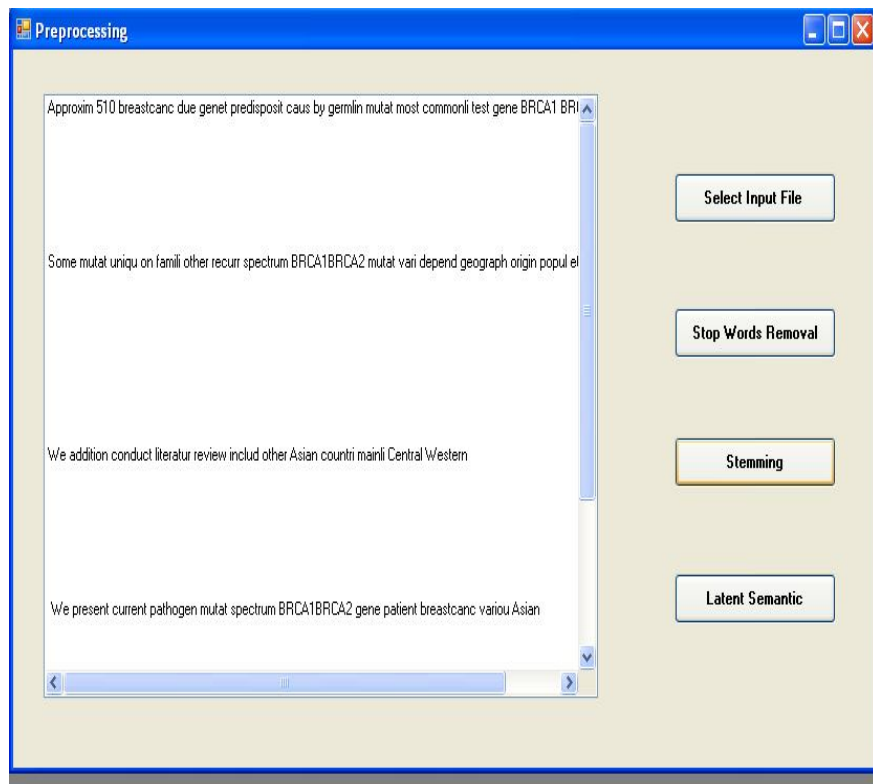 Preprocessing
Approxim 510 breastcanc due genet predisposit caus by germlin mutat most commonli test gene BRCA1
Some mutat uniqu on famili other recurr spectrum BRCA1BRCA2 mutat vari depend geograph origin popul
We addition conduct literatur review includ other Asian countri mainli Central Western
We present current pathogen mutat spectrum BRCA1BRCA2 gene patient breastcanc variou Asian
Select Input File
Stop Words Removal
Stemming
Latent Semantic